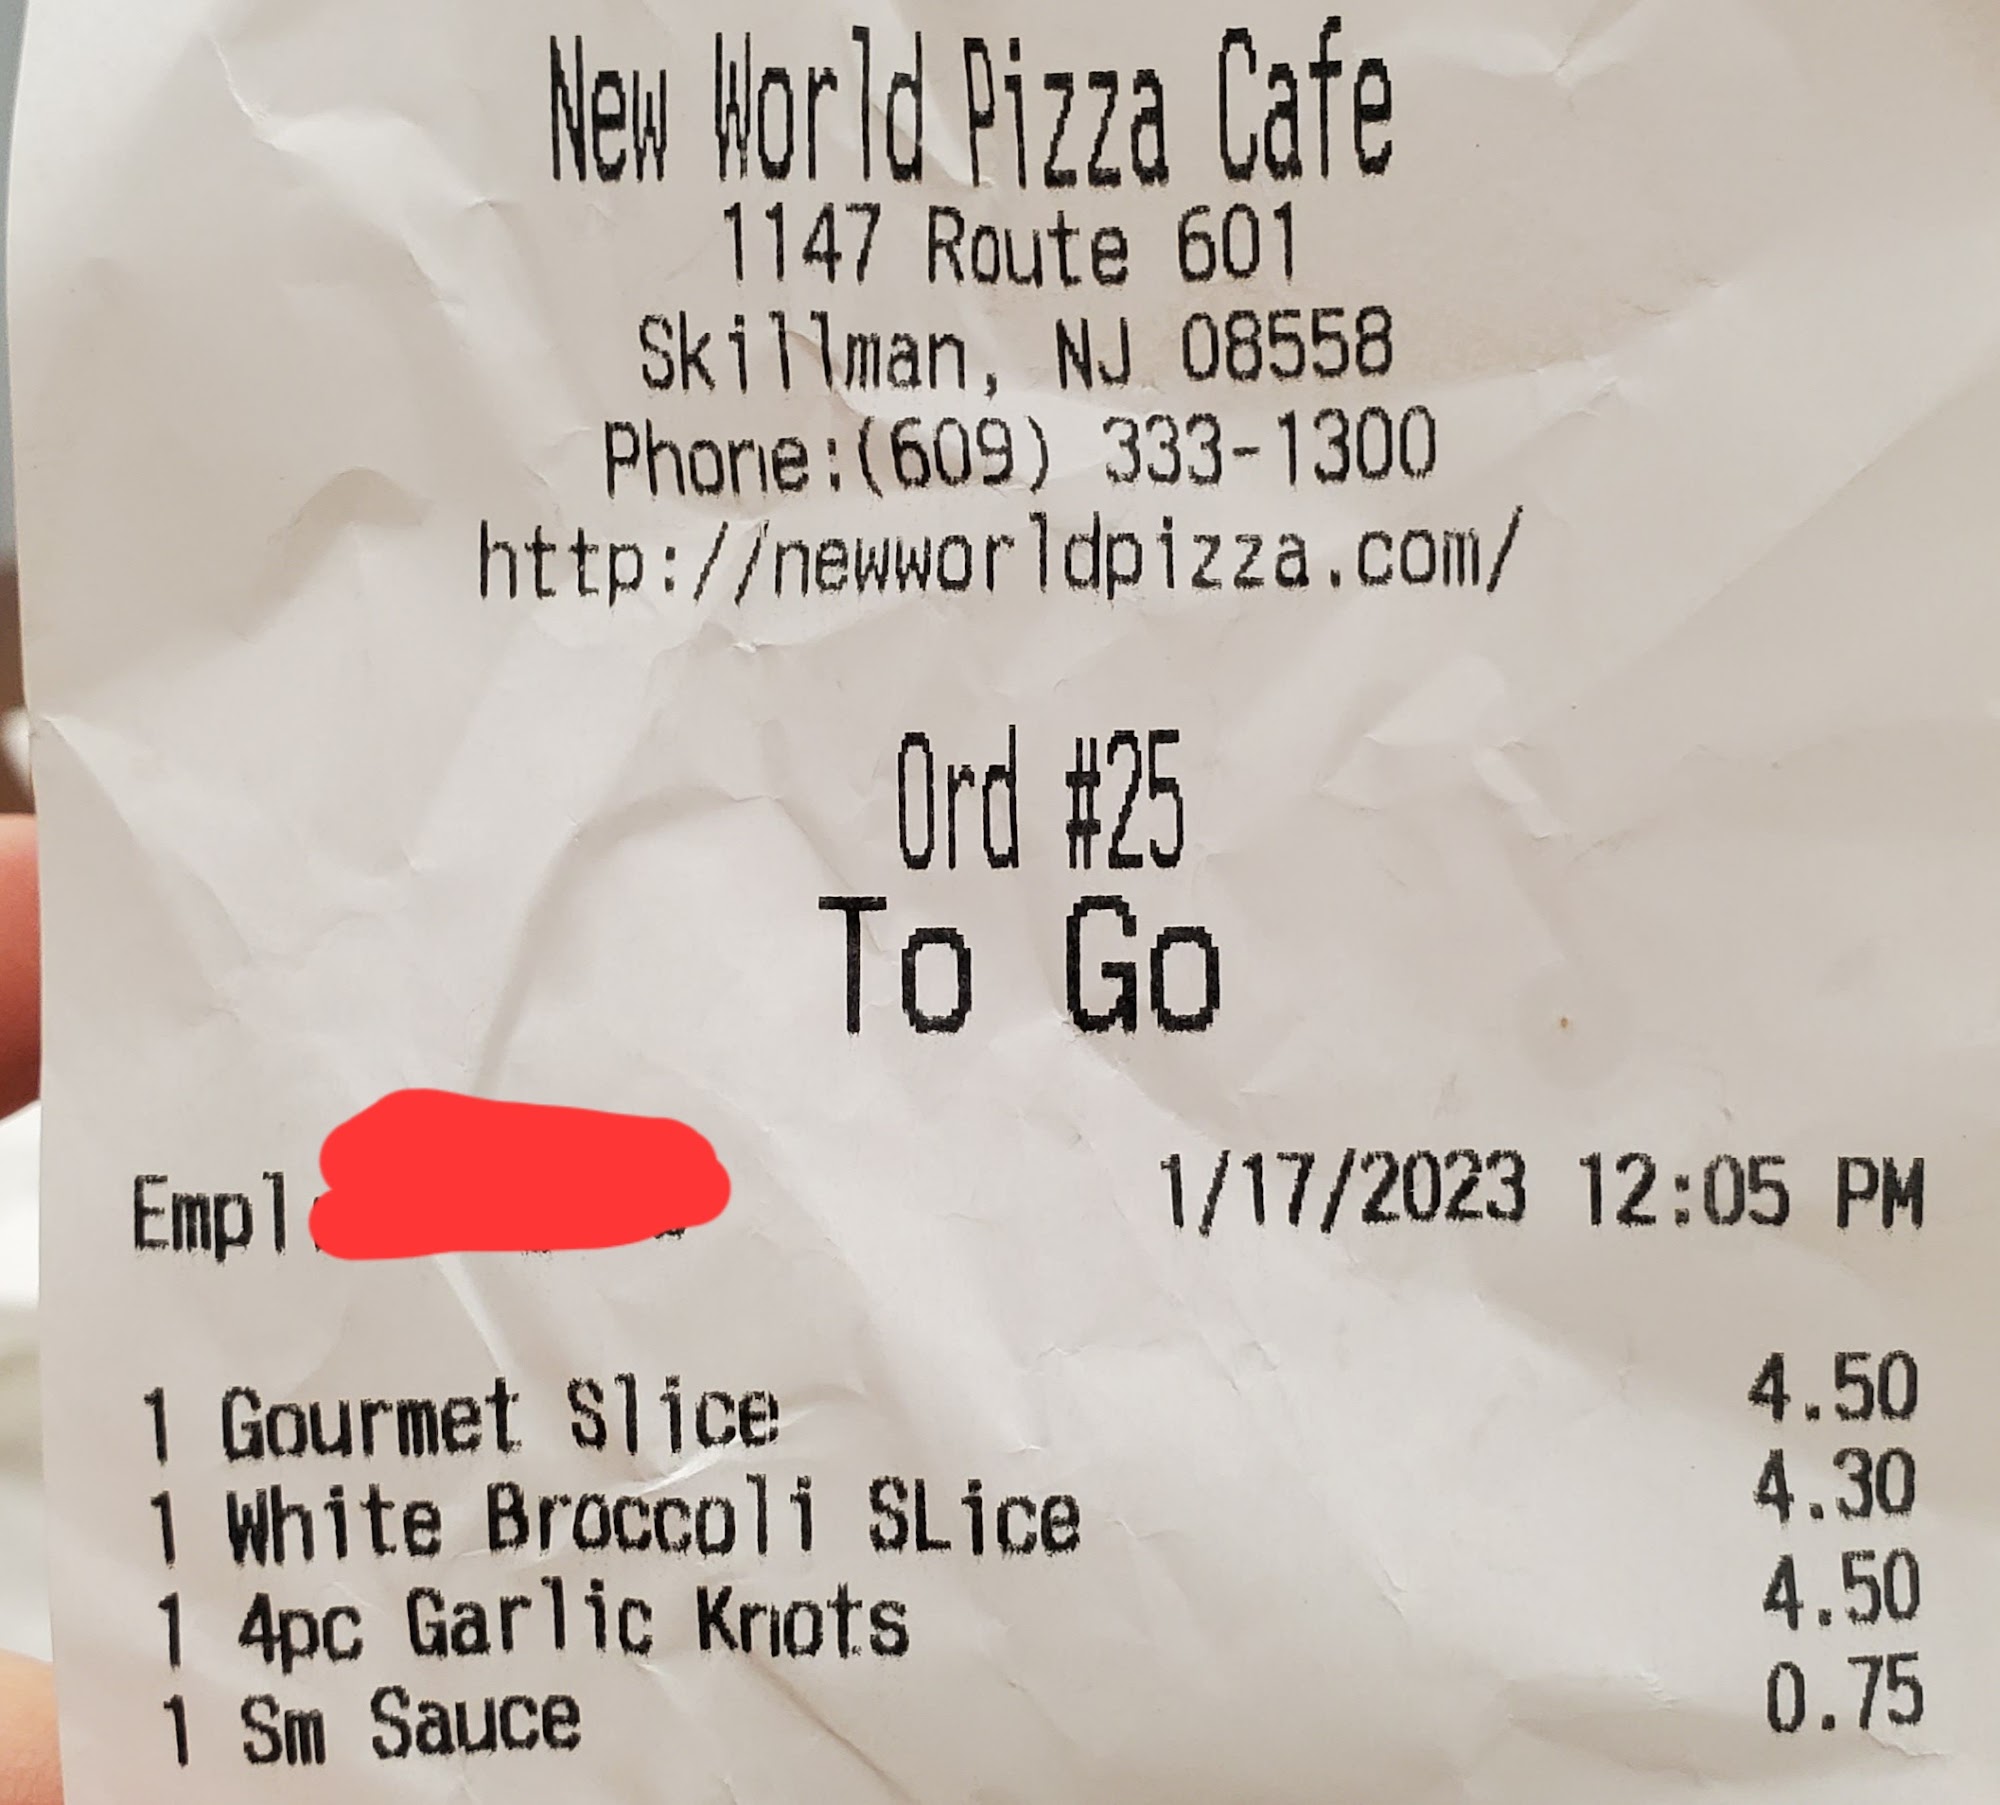 New World Pizza Cafe
1147 Route 601
Skillman, NJ 08558
Phone:(609) 333-1300
http://newworldpizza.com/
Ord #25
To Go
Empl 1/17/2023 12:05 PM
1 Gourmet Slice 4.50
1 White Broccoli SLice 4.30
1 4pc Garlic Knots 4.50
1 Sm Sauce 0.75